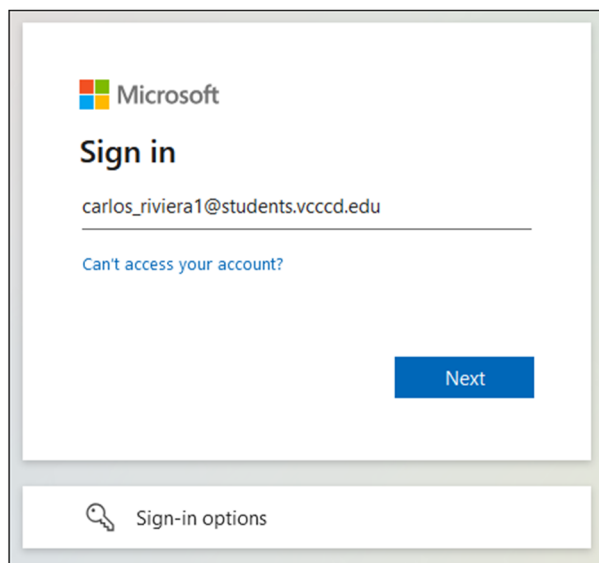 Microsoft
Sign in
carlos_riviera1@students.vcccd.edu
Can't access your account?
Next
Sign-in options